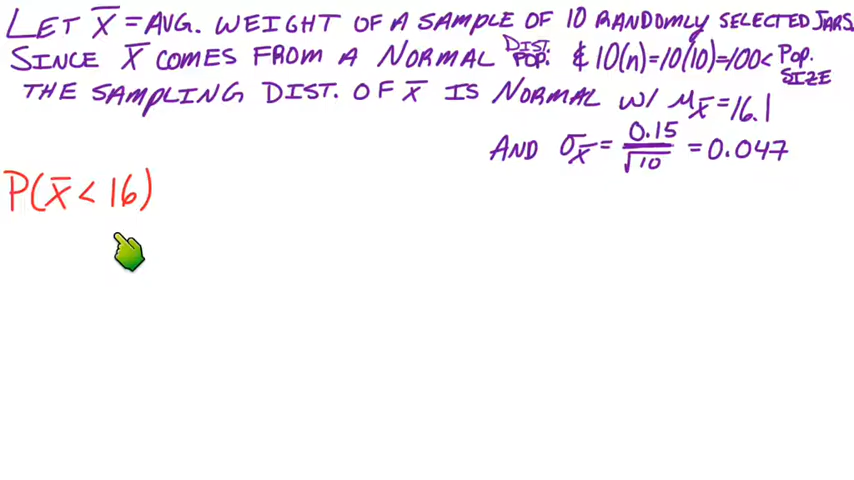 LET X̄ = AVG. WEIGHT OF A SAMPLE OF 10 RANDOMLY SELECTED JARS.
SINCE X̄ COMES FROM A NORMAL DIST. POP. & 10(n)=10(10)=100< POP. SIZE
THE SAMPLING DIST. OF X̄ IS NORMAL W/ μx̄=16.1
AND σx̄ = 0.15/√10 = 0.047
P(x̄ < 16)